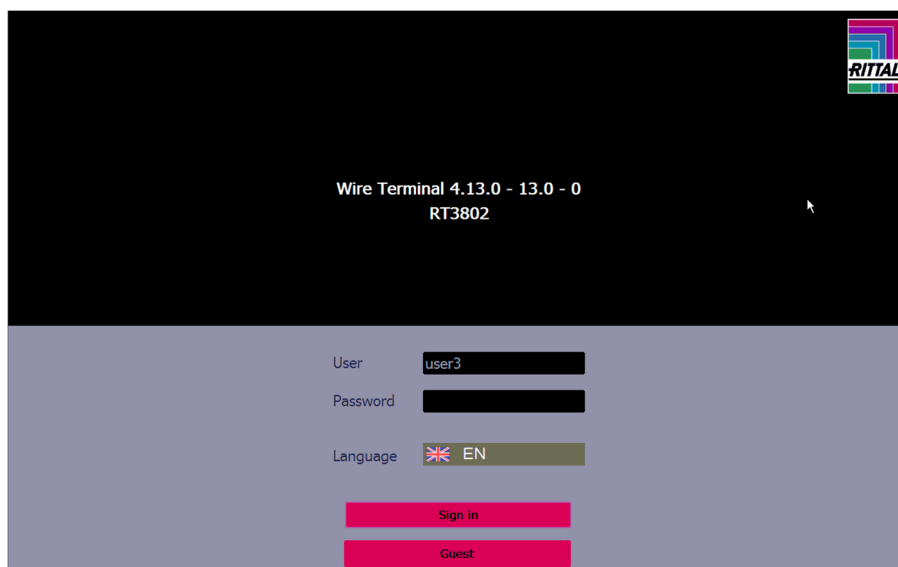 RITTAL
Wire Terminal 4.13.0 - 13.0 - 0
RT3802
User user3
Password
Language EN
Sign in
Guest